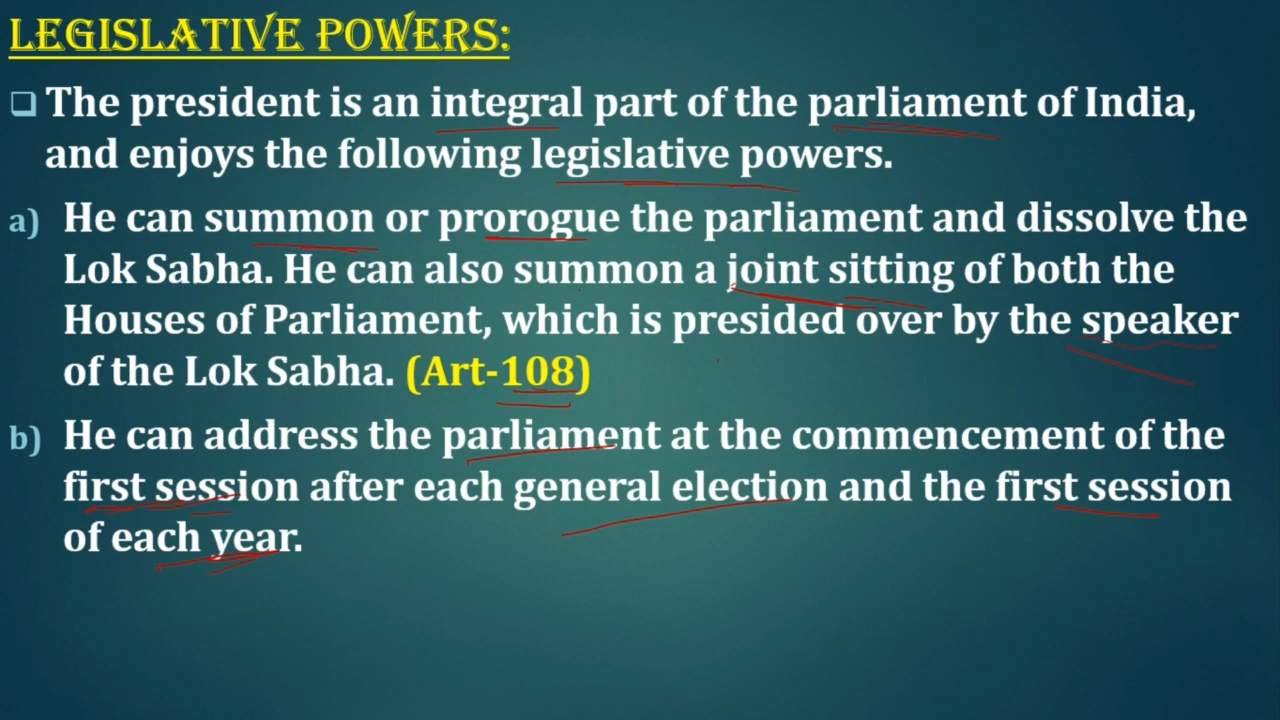 LEGISLATIVE POWERS:
❑ The president is an integral part of the parliament of India,
and enjoys the following legislative powers.
a) He can summon or prorogue the parliament and dissolve the
Lok Sabha. He can also summon a joint sitting of both the
Houses of Parliament, which is presided over by the speaker
of the Lok Sabha. (Art-108)
b) He can address the parliament at the commencement of the
first session after each general election and the first session
of each year.